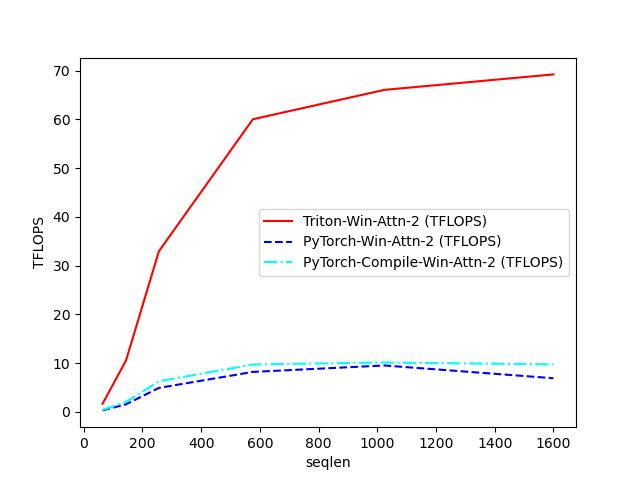 70
60
50
40
30
20
10
0
TFLOPS
Triton-Win-Attn-2 (TFLOPS)
PyTorch-Win-Attn-2 (TFLOPS)
PyTorch-Compile-Win-Attn-2 (TFLOPS)
0 200 400 600 800 1000 1200 1400 1600
seqlen